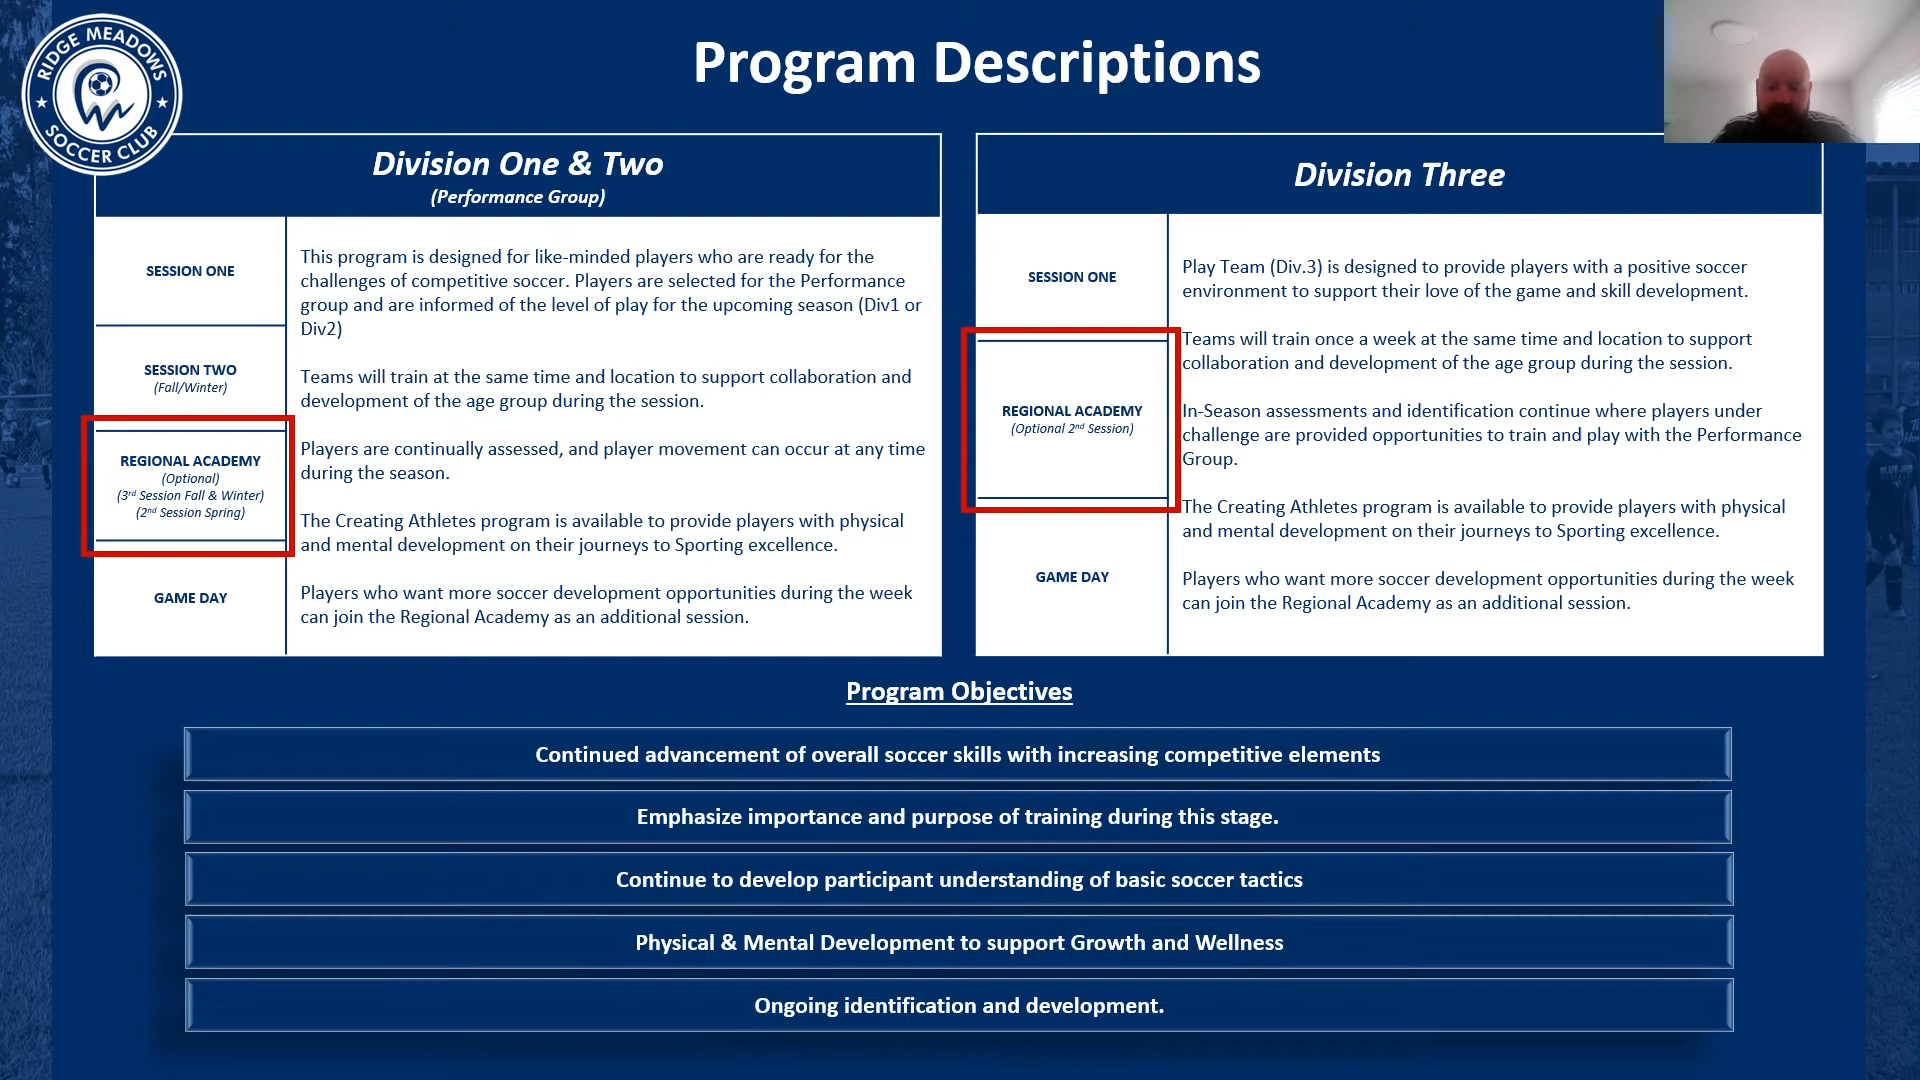 RIDGE MEADOWS
SOCCER CLUB
Program Descriptions
Division One & Two
(Performance Group)
SESSION ONE
SESSION TWO
(Fall/Winter)
REGIONAL ACADEMY
(Optional)
(3rd Session Fall & Winter)
(2nd Session Spring)
GAME DAY
This program is designed for like-minded players who are ready for the
challenges of competitive soccer. Players are selected for the Performance
group and are informed of the level of play for the upcoming season (Div1 or
Div2)
Teams will train at the same time and location to support collaboration and
development of the age group during the session.
Players are continually assessed, and player movement can occur at any time
during the season.
The Creating Athletes program is available to provide players with physical
and mental development on their journeys to Sporting excellence.
Players who want more soccer development opportunities during the week
can join the Regional Academy as an additional session.
Division Three
SESSION ONE
REGIONAL ACADEMY
(Optional 2nd Session)
GAME DAY
Play Team (Div.3) is designed to provide players with a positive soccer
environment to support their love of the game and skill development.
Teams will train once a week at the same time and location to support
collaboration and development of the age group during the session.
In-Season assessments and identification continue where players under
challenge are provided opportunities to train and play with the Performance
Group.
The Creating Athletes program is available to provide players with physical
and mental development on their journeys to Sporting excellence.
Players who want more soccer development opportunities during the week
can join the Regional Academy as an additional session.
Program Objectives
Continued advancement of overall soccer skills with increasing competitive elements
Emphasize importance and purpose of training during this stage.
Continue to develop participant understanding of basic soccer tactics
Physical & Mental Development to support Growth and Wellness
Ongoing identification and development.